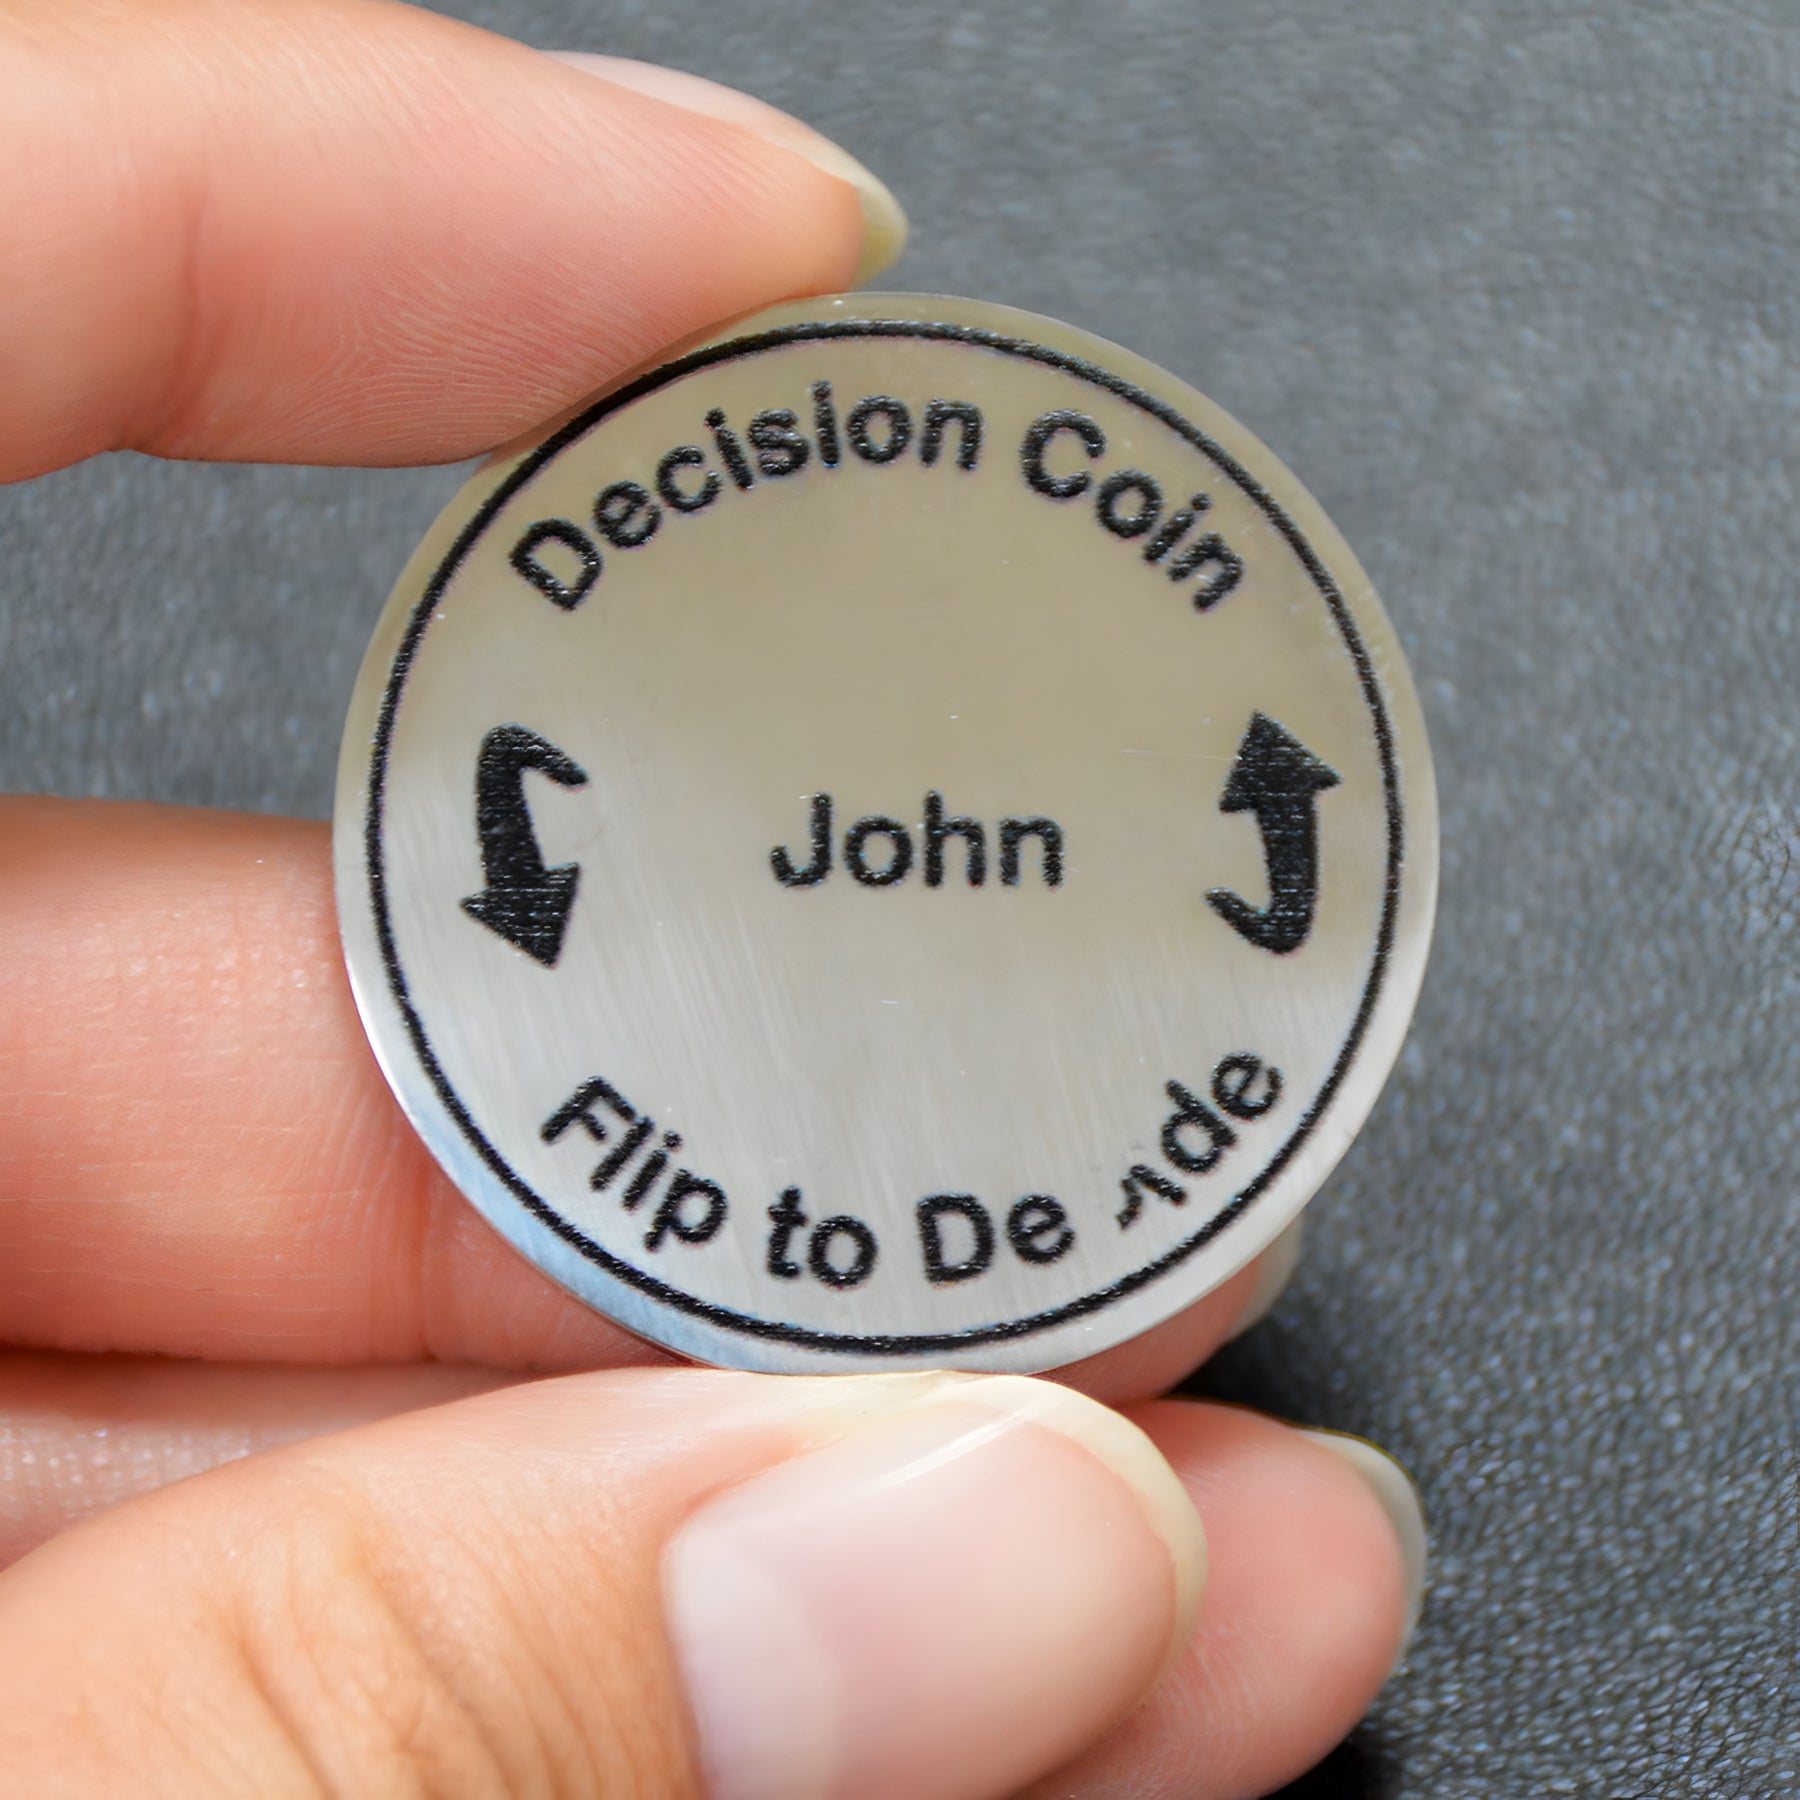 Decision Coin
John
Flip to